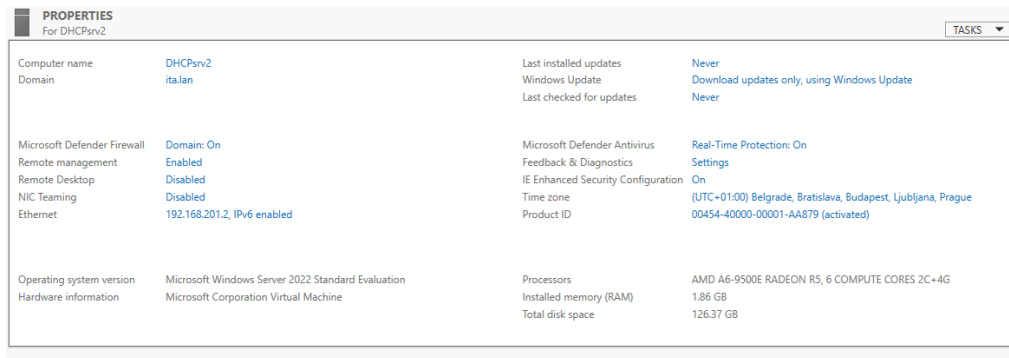 PROPERTIES
For DHCPsrv2
TASKS
Computer name DHCPsrv2 Last installed updates Never
Domain ita.lan Windows Update Download updates only, using Windows Update
Last checked for updates Never
Microsoft Defender Firewall Domain: On Microsoft Defender Antivirus Real-Time Protection: On
Remote management Enabled Feedback & Diagnostics Settings
Remote Desktop Disabled IE Enhanced Security Configuration On
NIC Teaming Disabled Time zone (UTC+01:00) Belgrade, Bratislava, Budapest, Ljubljana, Prague
Ethernet 192.168.201.2, IPv6 enabled Product ID 00454-40000-00001-AA879 (activated)
Operating system version Microsoft Windows Server 2022 Standard Evaluation Processors AMD A6-9500E RADEON R5, 6 COMPUTE CORES 2C+4G
Hardware information Microsoft Corporation Virtual Machine Installed memory (RAM) 1.86 GB
Total disk space 126.37 GB